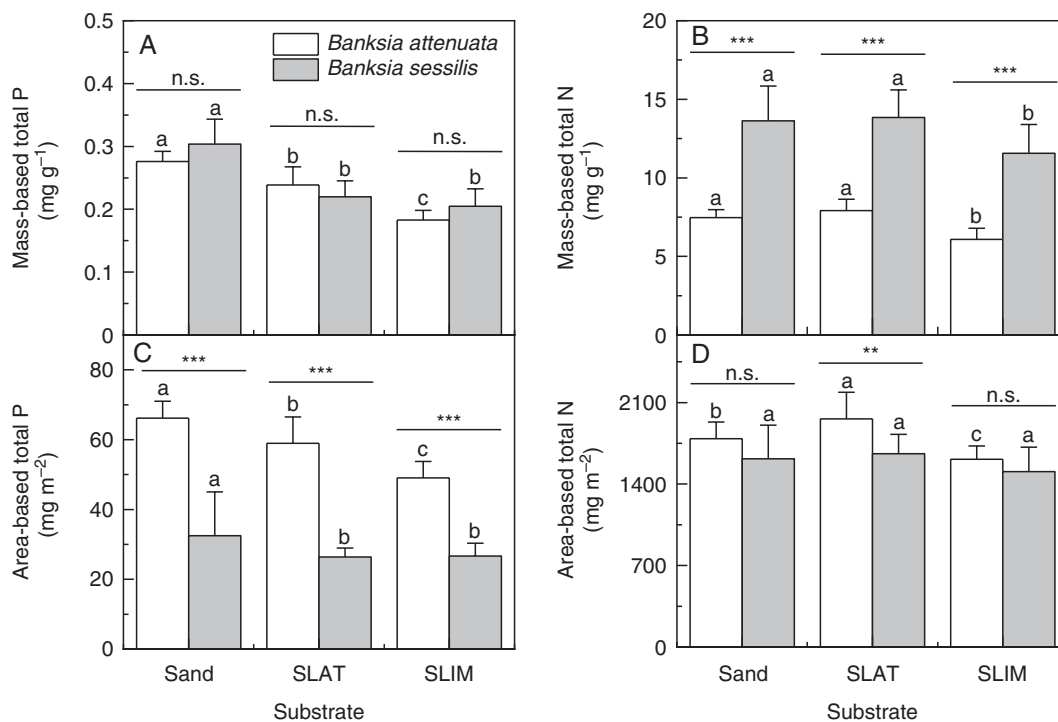 A
Banksia attenuata
Banksia sessilis
Mass-based total P
(mg g⁻¹)
0.5
0.4
0.3
0.2
0.1
0
n.s.
n.s.
n.s.
a
a
b
b
c
b
B
Mass-based total N
(mg g⁻¹)
20
15
10
5
0
***
***
***
a
a
a
a
b
b
C
Area-based total P
(mg m⁻²)
80
60
40
20
0
***
***
***
a
a
b
b
c
b
Sand
SLAT
SLIM
Substrate
D
Area-based total N
(mg m⁻²)
2100
1400
700
0
n.s.
**
n.s.
b
a
a
a
c
a
Sand
SLAT
SLIM
Substrate